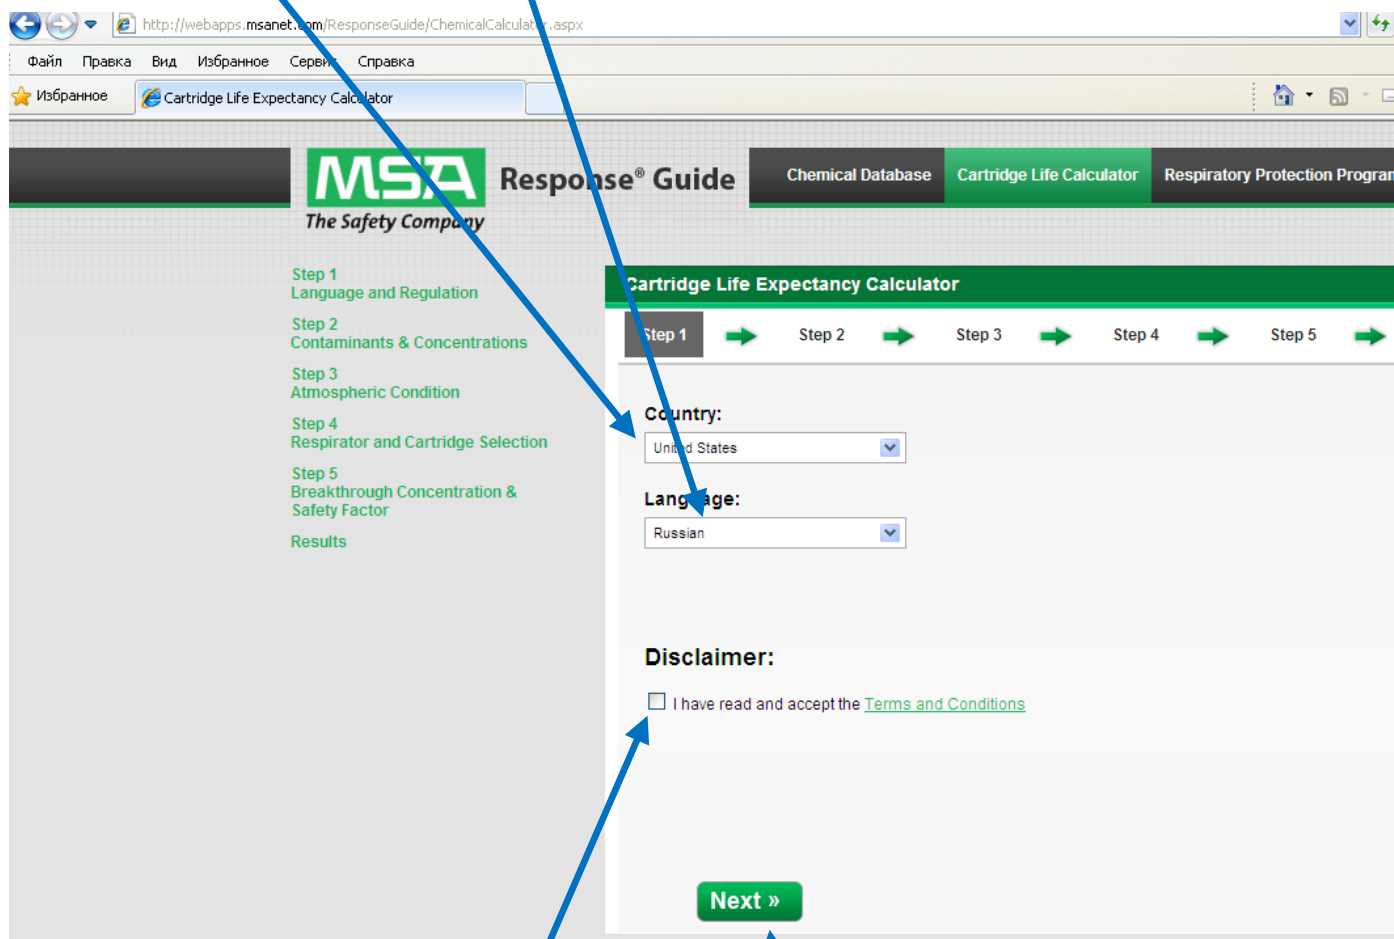 http://webapps.msanet.com/ResponseGuide/ChemicalCalculator.aspx
Файл Правка Вид Избранное Сервис Справка
Избранное Cartridge Life Expectancy Calculator
MSA
The Safety Company
Response® Guide
Chemical Database Cartridge Life Calculator Respiratory Protection Program
Step 1
Language and Regulation
Step 2
Contaminants & Concentrations
Step 3
Atmospheric Condition
Step 4
Respirator and Cartridge Selection
Step 5
Breakthrough Concentration &
Safety Factor
Results
Cartridge Life Expectancy Calculator
Step 1 Step 2 Step 3 Step 4 Step 5
Country:
United States
Language:
Russian
Disclaimer:
I have read and accept the Terms and Conditions
Next »